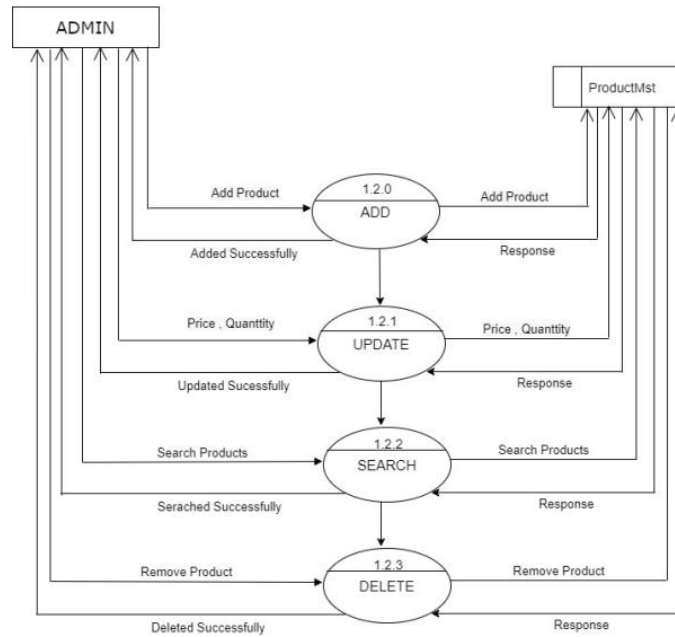 ADMIN
ProductMst
1.2.0
Add Product
ADD
Add Product
Added Successfully
Response
1.2.1
Price , Quanttity
UPDATE
Price , Quanttity
Updated Sucessfully
Response
1.2.2
Search Products
SEARCH
Search Products
Serached Successfully
Response
1.2.3
Remove Product
DELETE
Remove Product
Deleted Successfully
Response